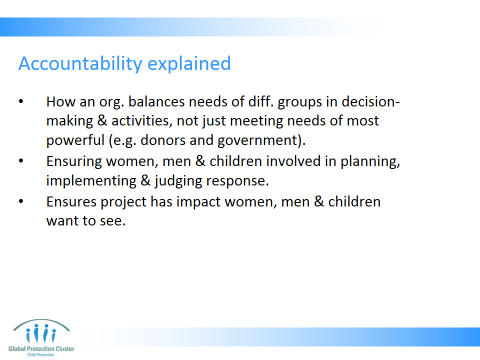 Accountability explained
• How an org. balances needs of diff. groups in decision-
making & activities, not just meeting needs of most
powerful (e.g. donors and government).
• Ensuring women, men & children involved in planning,
implementing & judging response.
• Ensures project has impact women, men & children
want to see.
Global Protection Cluster
Child Protection